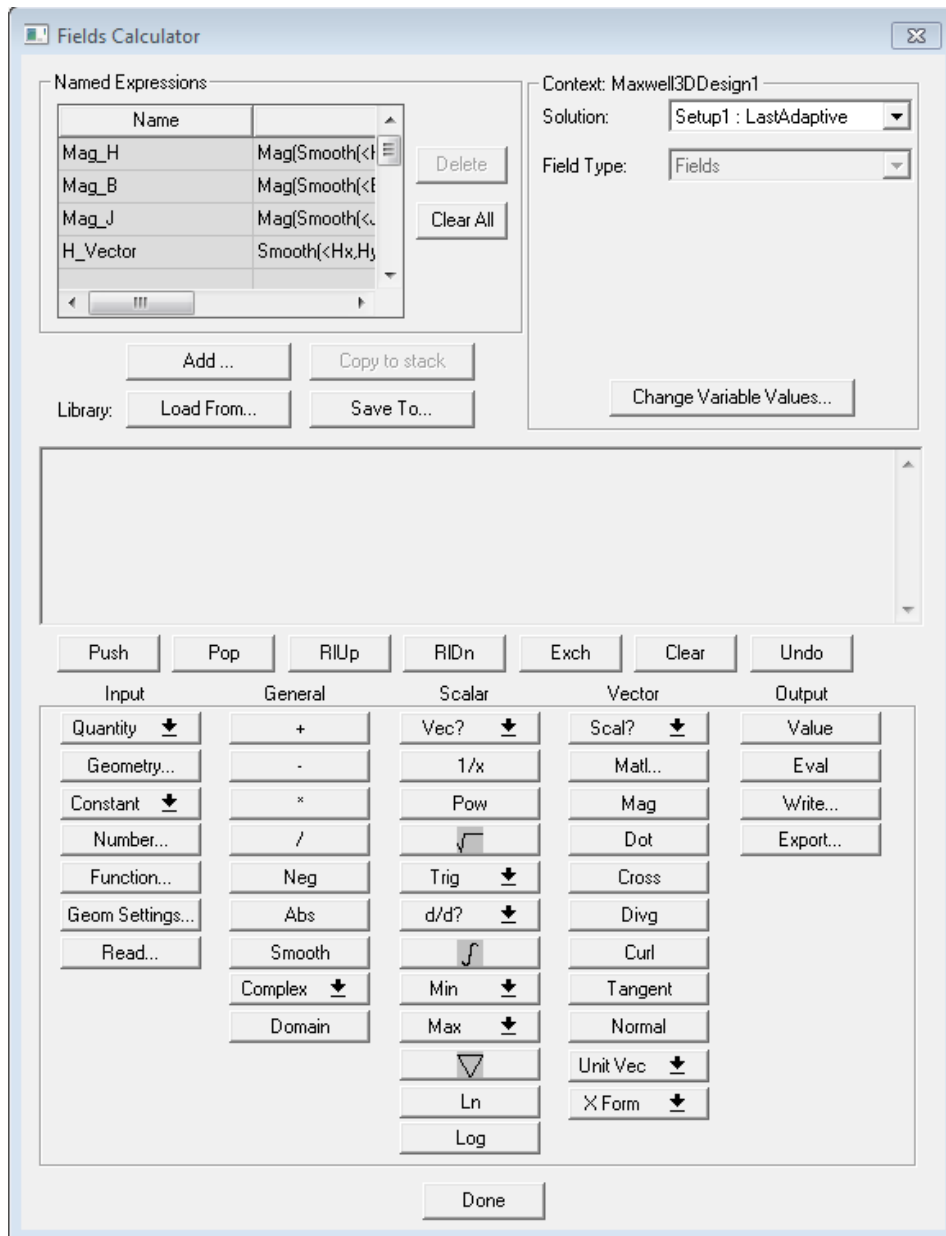 Fields Calculator
Named Expressions
Context: Maxwell3DDesign1
Name
Solution: Setup1 : LastAdaptive
Mag_H Mag(Smooth(<H
Delete
Field Type: Fields
Mag_B Mag(Smooth(<B
Mag_J Mag(Smooth(<J
Clear All
H_Vector Smooth(<Hx,Hy
Add ... Copy to stack
Change Variable Values...
Library: Load From... Save To...
Push Pop RlUp RlDn Exch Clear Undo
Input General Scalar Vector Output
Quantity + Vec? Scal? Value
Geometry... - 1/x Matl... Eval
Constant * Pow Mag Write...
Number... / √ Dot Export...
Function... Neg Trig Cross
Geom Settings... Abs d/d? Divg
Read... Smooth ∫ Curl
Complex Min Tangent
Domain Max Normal
▽ Unit Vec
Ln X Form
Log
Done